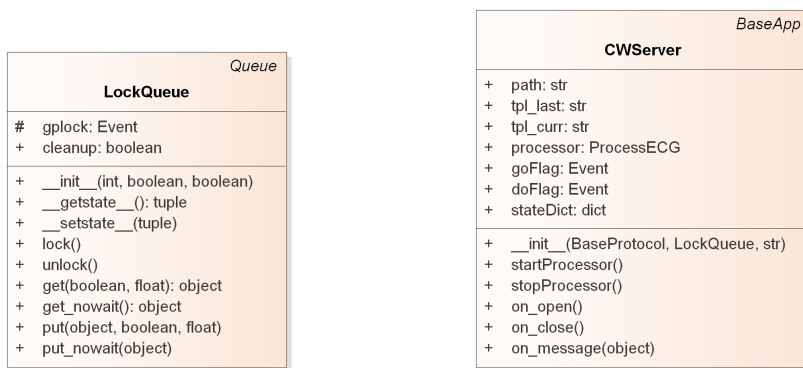 Queue
LockQueue
# gplock: Event
+ cleanup: boolean
+ __init__(int, boolean, boolean)
+ __getstate__(): tuple
+ __setstate__(tuple)
+ lock()
+ unlock()
+ get(boolean, float): object
+ get_nowait(): object
+ put(object, boolean, float)
+ put_nowait(object)
BaseApp
CWServer
+ path: str
+ tpl_last: str
+ tpl_curr: str
+ processor: ProcessECG
+ goFlag: Event
+ doFlag: Event
+ stateDict: dict
+ __init__(BaseProtocol, LockQueue, str)
+ startProcessor()
+ stopProcessor()
+ on_open()
+ on_close()
+ on_message(object)